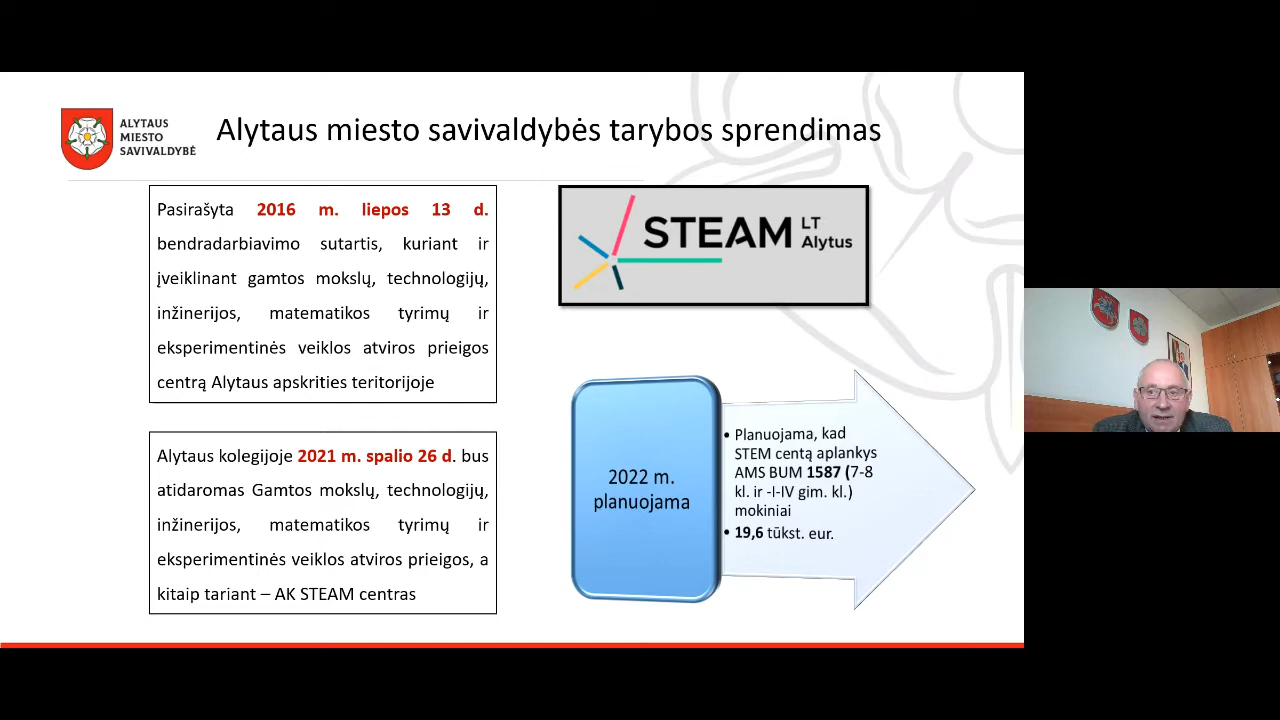 ALYTAUS
MIESTO
SAVIVALDYBĖ
Alytaus miesto savivaldybės tarybos sprendimas
Pasirašyta 2016 m. liepos 13 d.
bendradarbiavimo sutartis, kuriant ir
įveiklinant gamtos mokslų, technologijų,
inžinerijos, matematikos tyrimų ir
eksperimentinės veiklos atviros prieigos
centrą Alytaus apskrities teritorijoje
Alytaus kolegijoje 2021 m. spalio 26 d. bus
atidaromas Gamtos mokslų, technologijų,
inžinerijos, matematikos tyrimų ir
eksperimentinės veiklos atviros prieigos, a
kitaip tariant – AK STEAM centras
STEAM LT
Alytus
2022 m.
planuojama
• Planuojama, kad
STEM centą aplankys
AMS BUM 1587 (7-8
kl. ir -I-IV gim. kl.)
mokiniai
• 19,6 tūkst. eur.